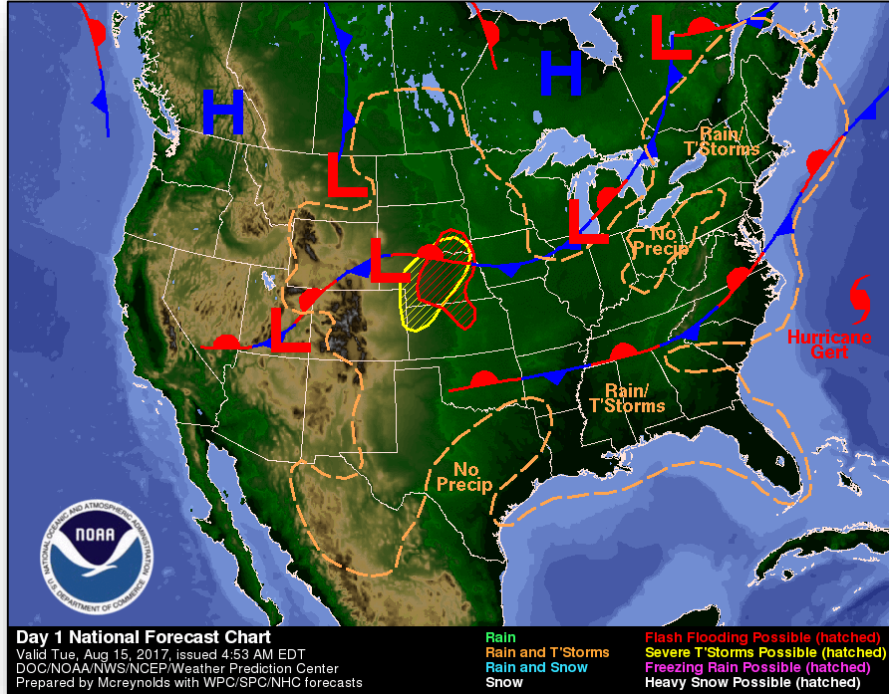 H
H
L
L
L
L
L
Rain/
T'Storms
No
Precip
Hurricane
Gert
Rain/
T'Storms
No
Precip
NATIONAL OCEANIC AND ATMOSPHERIC ADMINISTRATION
NOAA
U.S. DEPARTMENT OF COMMERCE
Day 1 National Forecast Chart
Valid Tue, Aug 15, 2017, issued 4:53 AM EDT
DOC/NOAA/NWS/NCEP/Weather Prediction Center
Prepared by Mcreynolds with WPC/SPC/NHC forecasts
Rain
Rain and T'Storms
Rain and Snow
Snow
Flash Flooding Possible (hatched)
Severe T'Storms Possible (hatched)
Freezing Rain Possible (hatched)
Heavy Snow Possible (hatched)